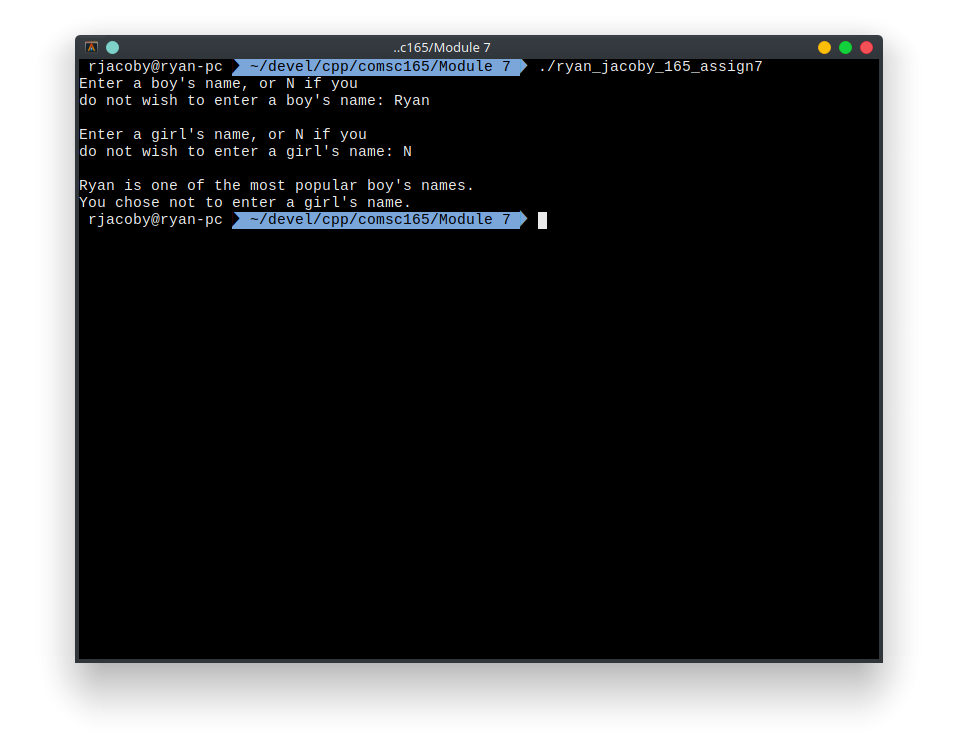 ..c165/Module 7
rjacoby@ryan-pc ~/devel/cpp/comsc165/Module 7 ./ryan_jacoby_165_assign7
Enter a boy's name, or N if you
do not wish to enter a boy's name: Ryan
Enter a girl's name, or N if you
do not wish to enter a girl's name: N
Ryan is one of the most popular boy's names.
You chose not to enter a girl's name.
rjacoby@ryan-pc ~/devel/cpp/comsc165/Module 7